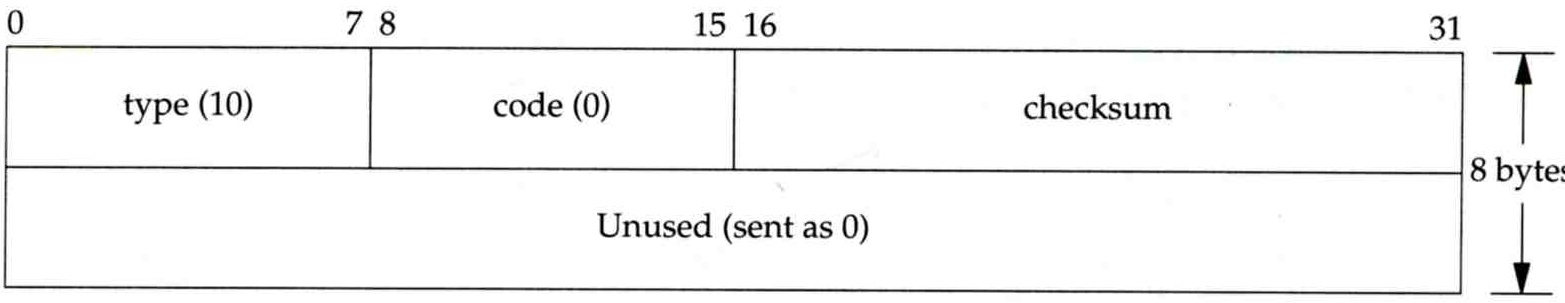 0 7 8 15 16 31
type (10) code (0) checksum
8 bytes
Unused (sent as 0)